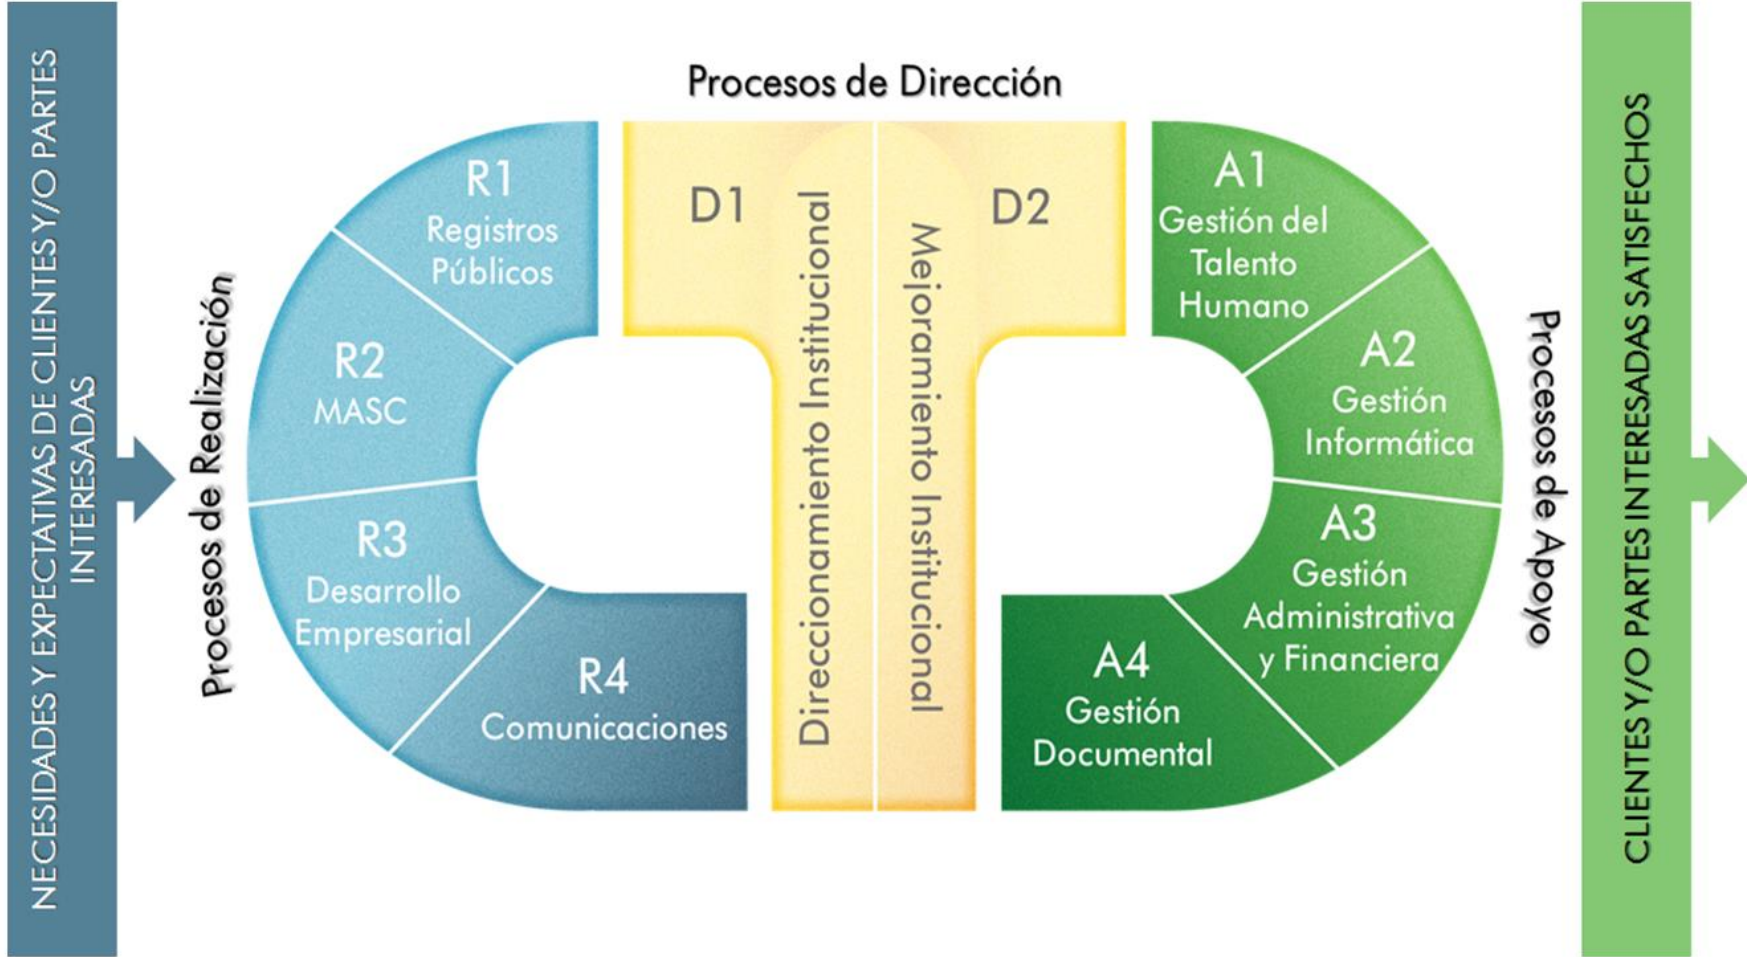 NECESIDADES Y EXPECTATIVAS DE CLIENTES Y/O PARTES
INTERESADAS
Procesos de Realización
R1
Registros
Públicos
R2
MASC
R3
Desarrollo
Empresarial
R4
Comunicaciones
Procesos de Dirección
D1
Direccionamiento Institucional
D2
Mejoramiento Institucional
A1
Gestión del
Talento
Humano
A2
Gestión
Informática
A3
Gestión
Administrativa
y Financiera
A4
Gestión
Documental
Procesos de Apoyo
CLIENTES Y/O PARTES INTERESADAS SATISFECHOS